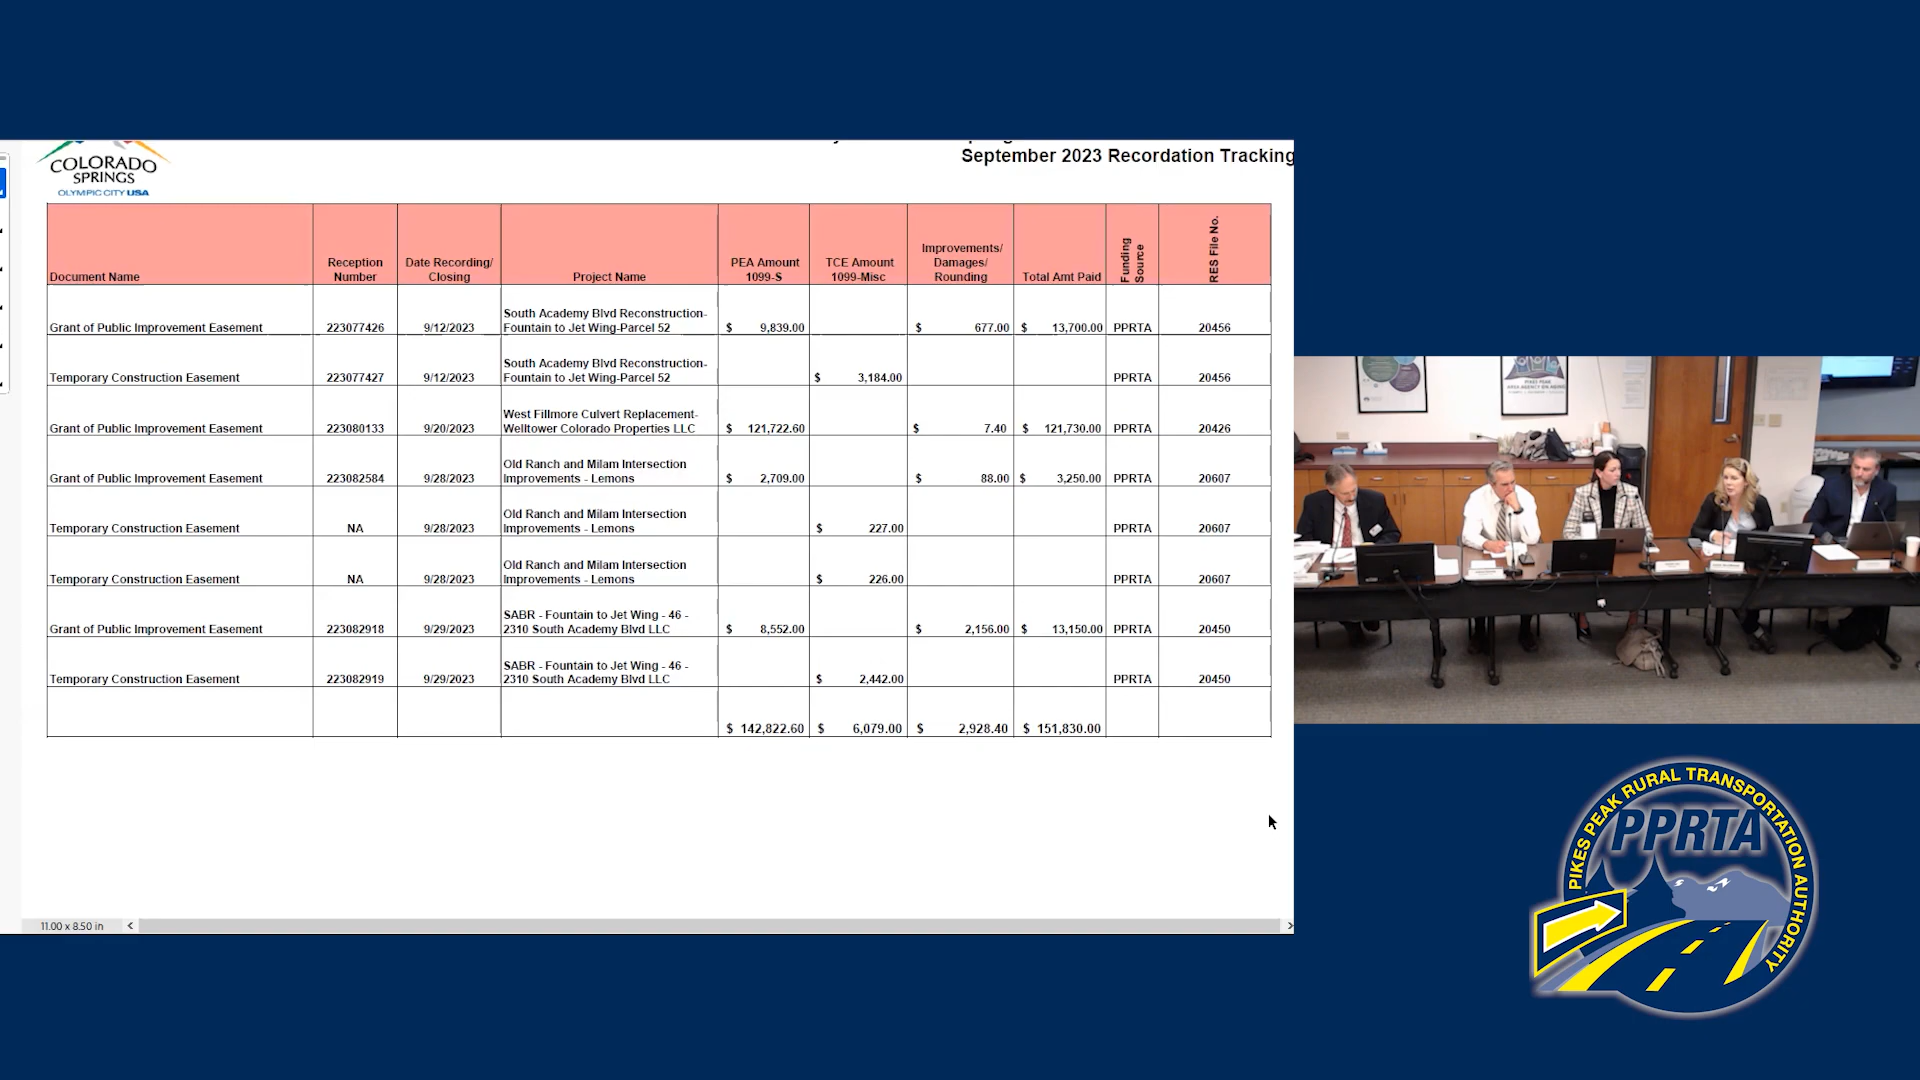 COLORADO
SPRINGS
OLYMPIC CITY USA
September 2023 Recordation Tracking
Document Name
Reception
Number
Date Recording/
Closing
Project Name
PEA Amount
1099-S
TCE Amount
1099-Misc
Improvements/
Damages/
Rounding
Total Amt Paid
Funding
Source
RES File No.
Grant of Public Improvement Easement 223077426 9/12/2023 South Academy Blvd Reconstruction-
Fountain to Jet Wing-Parcel 52 $ 9,839.00 $ 677.00 $ 13,700.00 PPRTA 20456
Temporary Construction Easement 223077427 9/12/2023 South Academy Blvd Reconstruction-
Fountain to Jet Wing-Parcel 52 $ 3,184.00 PPRTA 20456
Grant of Public Improvement Easement 223080133 9/20/2023 West Fillmore Culvert Replacement-
Welltower Colorado Properties LLC $ 121,722.60 $ 7.40 $ 121,730.00 PPRTA 20426
Grant of Public Improvement Easement 223082584 9/28/2023 Old Ranch and Milam Intersection
Improvements - Lemons $ 2,709.00 $ 88.00 $ 3,250.00 PPRTA 20607
Temporary Construction Easement NA 9/28/2023 Old Ranch and Milam Intersection
Improvements - Lemons $ 227.00 PPRTA 20607
Temporary Construction Easement NA 9/28/2023 Old Ranch and Milam Intersection
Improvements - Lemons $ 226.00 PPRTA 20607
Grant of Public Improvement Easement 223082918 9/29/2023 SABR - Fountain to Jet Wing - 46 -
2310 South Academy Blvd LLC $ 8,552.00 $ 2,156.00 $ 13,150.00 PPRTA 20450
Temporary Construction Easement 223082919 9/29/2023 SABR - Fountain to Jet Wing - 46 -
2310 South Academy Blvd LLC $ 2,442.00 PPRTA 20450
$ 142,822.60 $ 6,079.00 $ 2,928.40 $ 151,830.00
11.00 x 8.50 in
PIKES PEAK
AREA AGENCY ON AGING
PIKES PEAK RURAL TRANSPORTATION AUTHORITY
PPRTA